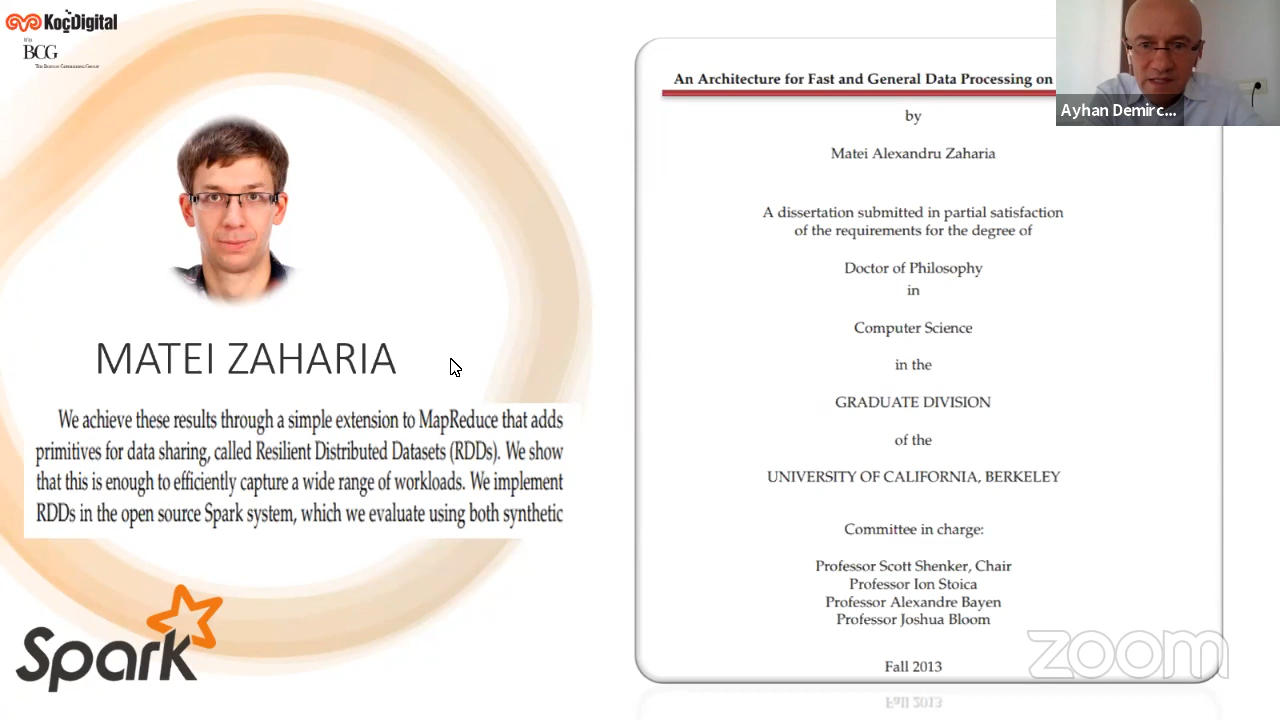 KoçDigital
BCG
THE BOSTON CONSULTING GROUP
MATEI ZAHARIA
We achieve these results through a simple extension to MapReduce that adds
primitives for data sharing, called Resilient Distributed Datasets (RDDs). We show
that this is enough to efficiently capture a wide range of workloads. We implement
RDDs in the open source Spark system, which we evaluate using both synthetic
Spark
An Architecture for Fast and General Data Processing on
by
Matei Alexandru Zaharia
A dissertation submitted in partial satisfaction
of the requirements for the degree of
Doctor of Philosophy
in
Computer Science
in the
GRADUATE DIVISION
of the
UNIVERSITY OF CALIFORNIA, BERKELEY
Committee in charge:
Professor Scott Shenker, Chair
Professor Ion Stoica
Professor Alexandre Bayen
Professor Joshua Bloom
Fall 2013
Ayhan Demirc...
zoom